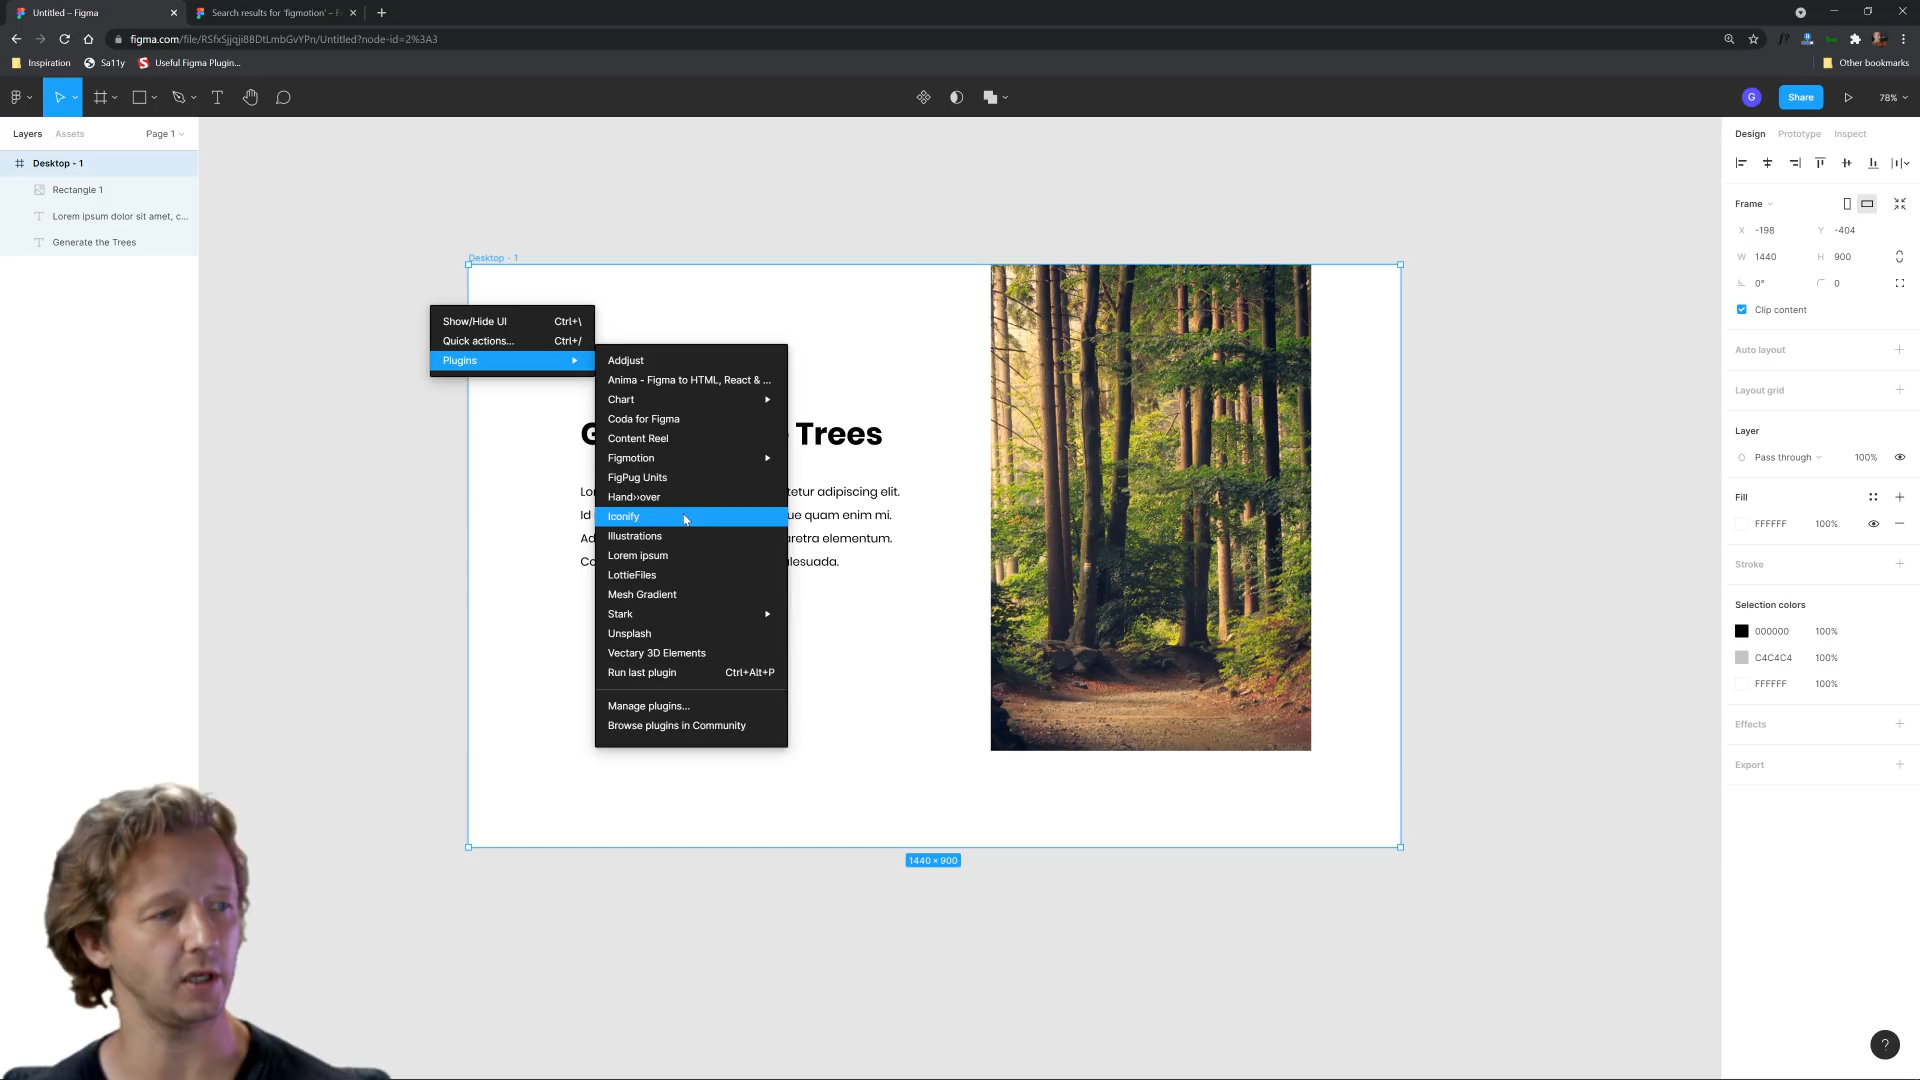 Untitled – Figma
Search results for 'figmotion' – F
figma.com/file/RSfxSjjqji8BDtLmbGvYPn/Untitled?node-id=2%3A3
Inspiration
Sa11y
Useful Figma Plugin...
Other bookmarks
G
Share
78%
Layers
Assets
Page 1
Desktop - 1
Rectangle 1
Lorem ipsum dolor sit amet, c...
Generate the Trees
Desktop - 1
Show/Hide UI Ctrl+\
Quick actions... Ctrl+/
Plugins
Addjust
Anima - Figma to HTML, React & ...
Chart
Coda for Figma
Content Reel
Figmotion
FigPug Units
Hand››over
Iconify
Illustrations
Lorem ipsum
LottieFiles
Mesh Gradient
Stark
Unsplash
Vectary 3D Elements
Run last plugin Ctrl+Alt+P
Manage plugins...
Browse plugins in Community
Trees
tetur adipiscing elit.
Id
ue quam enim mi.
aretra elementum.
lesuada.
1440 × 900
Design
Prototype
Inspect
Frame
X -198 Y -404
W 1440 H 900
0° 0
Clip content
Auto layout
Layout grid
Layer
Pass through 100%
Fill
FFFFFF 100%
Stroke
Selection colors
000000 100%
C4C4C4 100%
FFFFFF 100%
Effects
Export
?